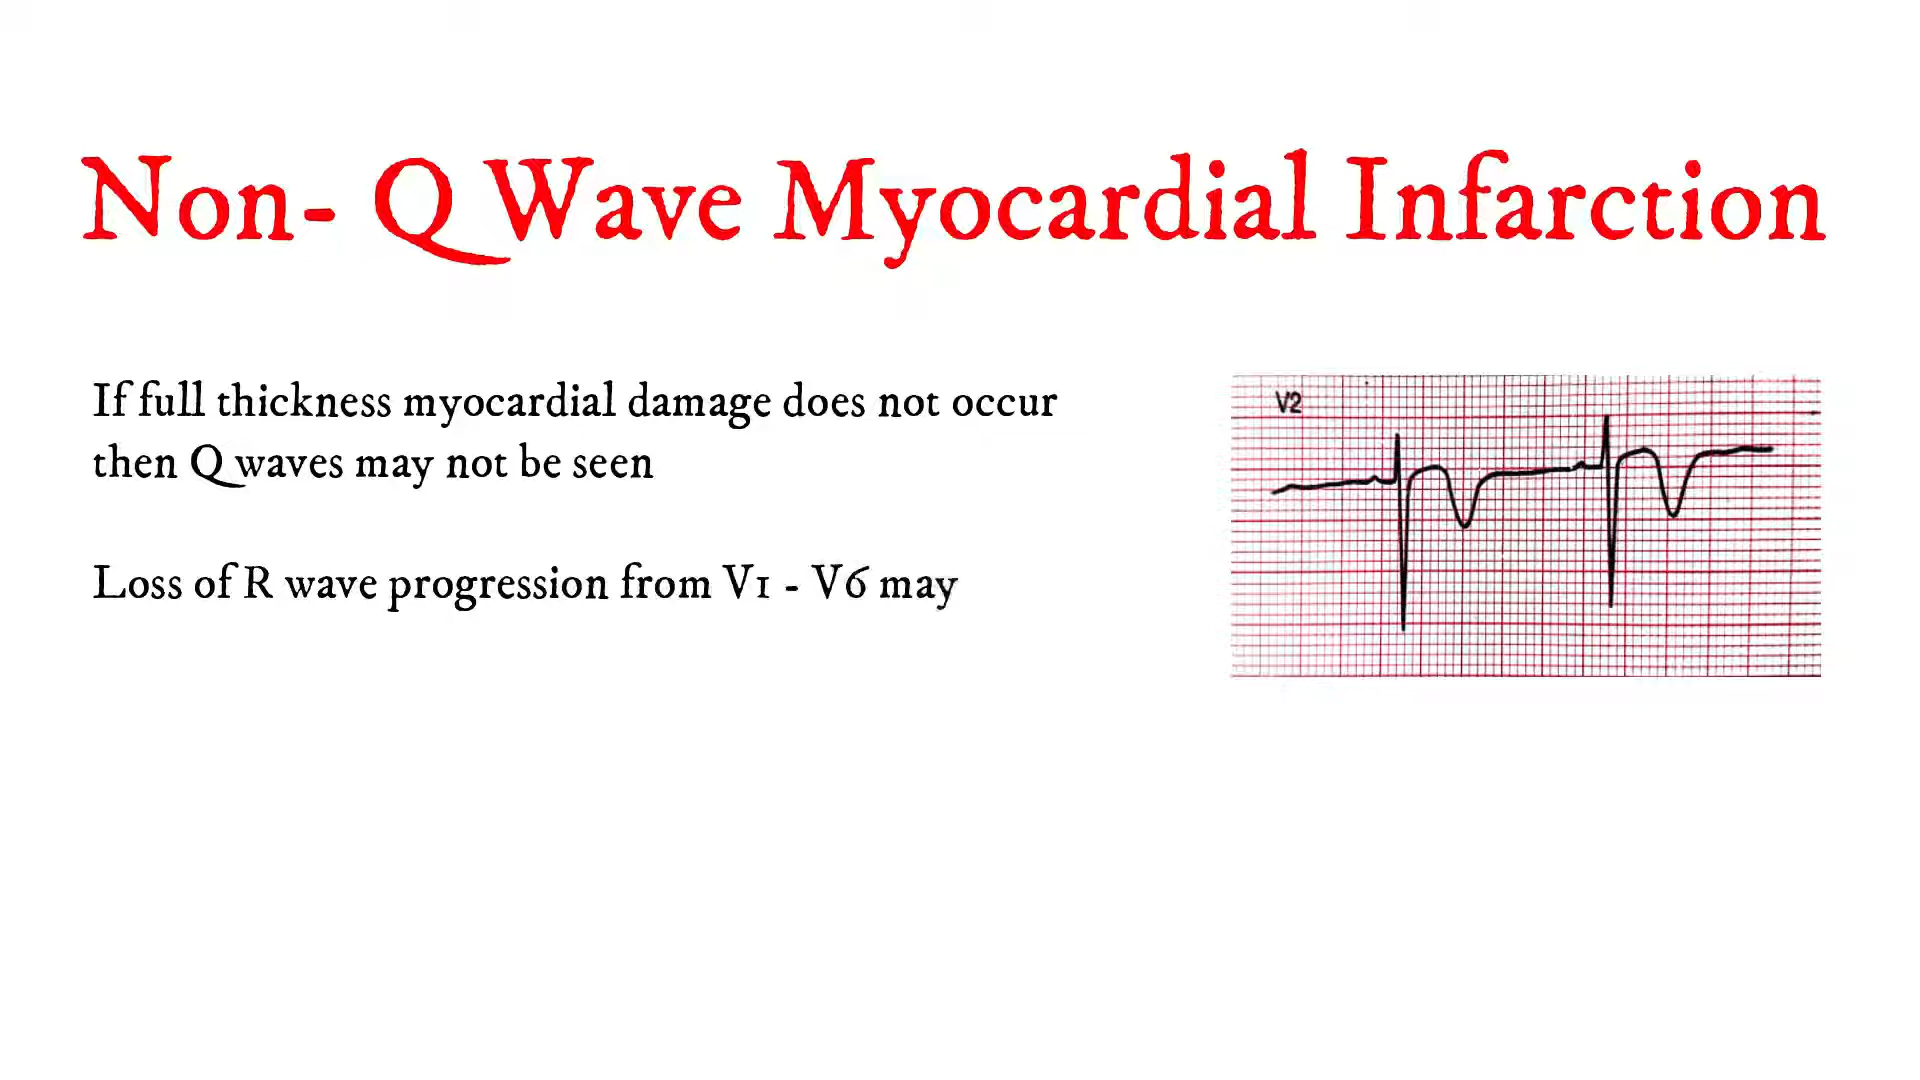 Non- Q Wave Myocardial Infarction
If full thickness myocardial damage does not occur
then Q waves may not be seen
Loss of R wave progression from V1 - V6 may
V2